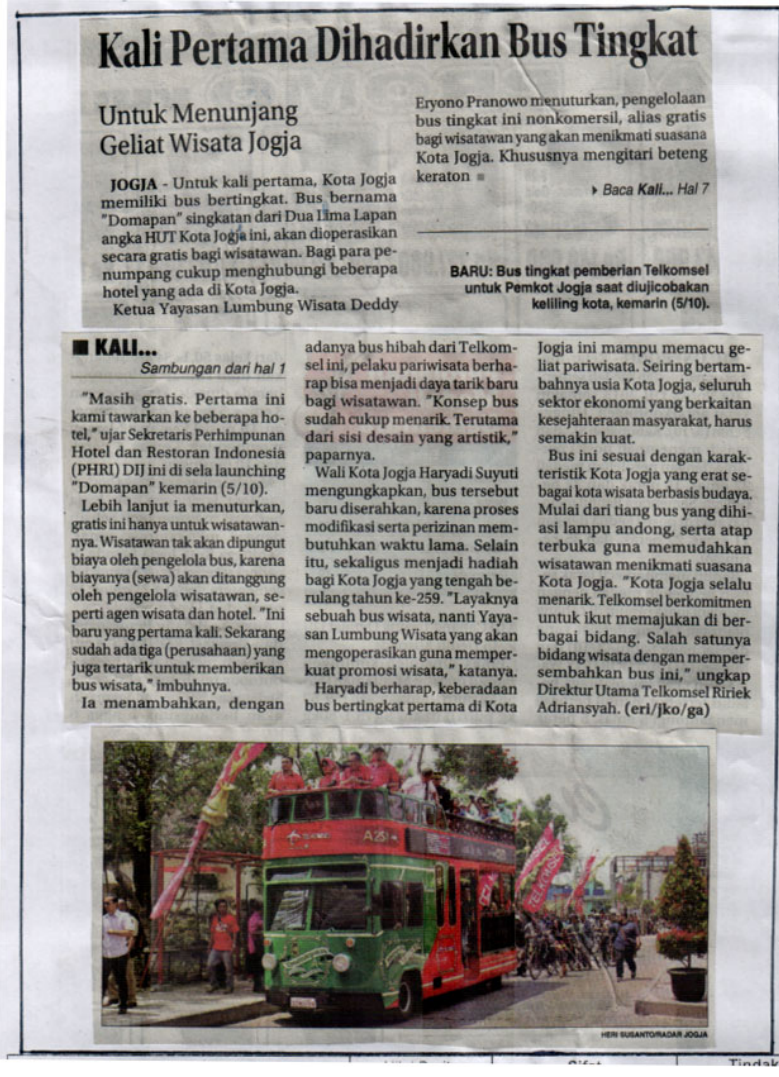 Kali Pertama Dihadirkan Bus Tingkat
Untuk Menunjang
Geliat Wisata Jogja
JOGJA - Untuk kali pertama, Kota Jogja
memiliki bus bertingkat. Bus bernama
"Domapan" singkatan dari Dua Lima Lapan
angka HUT Kota Jogja ini, akan dioperasikan
secara gratis bagi wisatawan. Bagi para pe-
numpang cukup menghubungi beberapa
hotel yang ada di Kota Jogja.
Ketua Yayasan Lumbung Wisata Deddy
Eryono Pranowo menuturkan, pengelolaan
bus tingkat ini nonkomersil, alias gratis
bagi wisatawan yang akan menikmati suasana
Kota Jogja. Khususnya mengitari beteng
keraton
Baca Kali... Hal 7
BARU: Bus tingkat pemberian Telkomsel
untuk Pemkot Jogja saat diujicobakan
keliling kota, kemarin (5/10).
KALI...
Sambungan dari hal 1
"Masih gratis. Pertama ini
kami tawarkan ke beberapa ho-
tel," ujar Sekretaris Perhimpunan
Hotel dan Restoran Indonesia
(PHRI) DIJ ini di sela launching
"Domapan" kemarin (5/10).
Lebih lanjut ia menuturkan,
gratis ini hanya untuk wisatawan-
nya. Wisatawan tak akan dipungut
biaya oleh pengelola bus, karena
biayanya (sewa) akan ditanggung
oleh pengelola wisatawan, se-
perti agen wisata dan hotel. "Ini
baru yang pertama kali. Sekarang
sudah ada tiga (perusahaan) yang
juga tertarik untuk memberikan
bus wisata," imbuhnya.
Ia menambahkan, dengan
adanya bus hibah dari Telkom-
sel ini, pelaku pariwisata berha-
rap bisa menjadi daya tarik baru
bagi wisatawan. "Konsep bus
sudah cukup menarik. Terutama
dari sisi desain yang artistik,"
paparnya.
Wali Kota Jogja Haryadi Suyuti
mengungkapkan, bus tersebut
baru diserahkan, karena proses
modifikasi serta perizinan mem-
butuhkan waktu lama. Selain
itu, sekaligus menjadi hadiah
bagi Kota Jogja yang tengah be-
rulang tahun ke-259. "Layaknya
sebuah bus wisata, nanti Yaya-
san Lumbung Wisata yang akan
mengoperasikan guna memper-
kuat promosi wisata," katanya.
Haryadi berharap, keberadaan
bus bertingkat pertama di Kota
Jogja ini mampu memacu ge-
liat pariwisata. Seiring bertam-
bahnya usia Kota Jogja, seluruh
sektor ekonomi yang berkaitan
kesejahteraan masyarakat, harus
semakin kuat.
Bus ini sesuai dengan karak-
teristik Kota Jogja yang erat se-
bagai kota wisata berbasis budaya.
Mulai dari tiang bus yang dihi-
asi lampu andong, serta atap
terbuka guna memudahkan
wisatawan menikmati suasana
Kota Jogja. "Kota Jogja selalu
menarik. Telkomsel berkomitmen
untuk ikut memajukan di ber-
bagai bidang. Salah satunya
bidang wisata dengan memper-
sembahkan bus ini," ungkap
Direktur Utama Telkomsel Ririek
Adriansyah. (eri/jko/ga)
HERI SUSANTO/RADAR JOGJA
Tindak